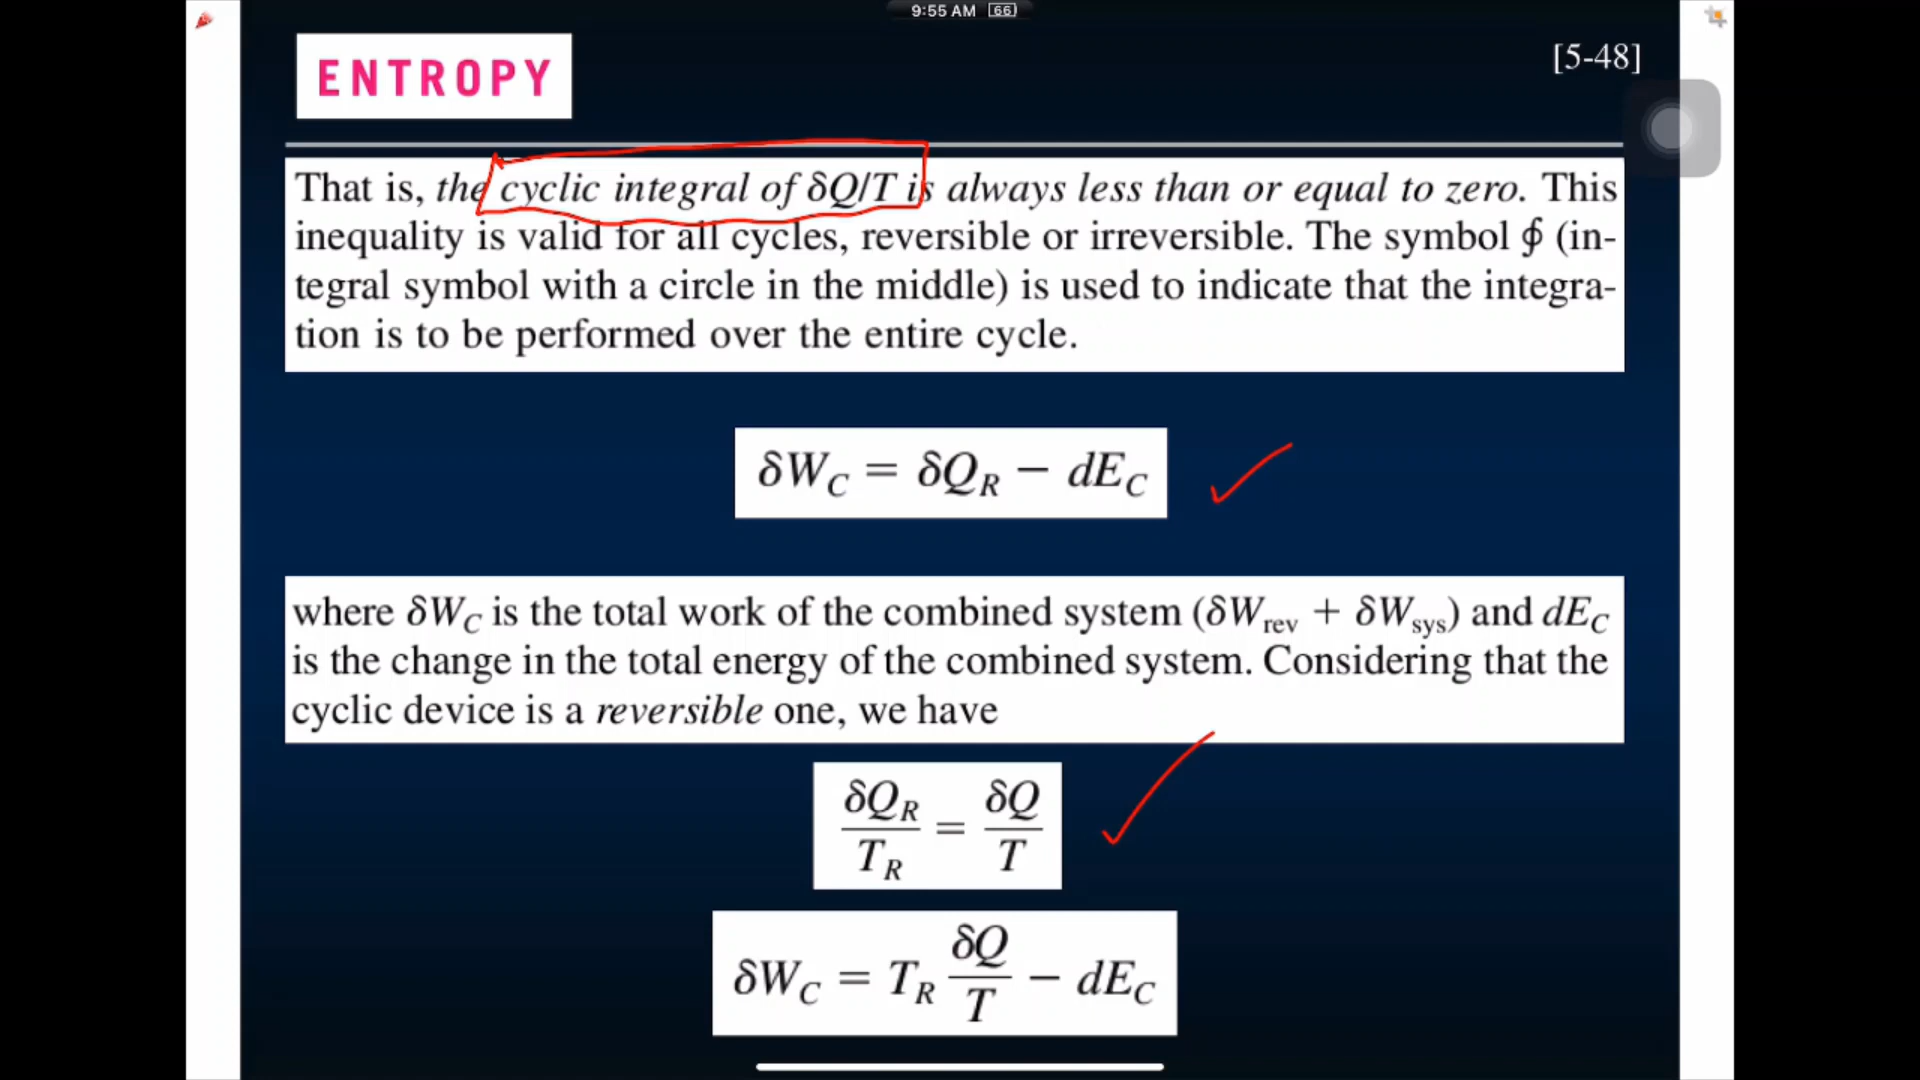 9:55 AM 66
ENTROPY
[5-48]
That is, the cyclic integral of δQ/T is always less than or equal to zero. This
inequality is valid for all cycles, reversible or irreversible. The symbol ∮ (in-
tegral symbol with a circle in the middle) is used to indicate that the integra-
tion is to be performed over the entire cycle.
δW_C = δQ_R − dE_C
where δW_C is the total work of the combined system (δW_rev + δW_sys) and dE_C
is the change in the total energy of the combined system. Considering that the
cyclic device is a reversible one, we have
δQ_R/T_R = δQ/T
δW_C = T_R δQ/T − dE_C